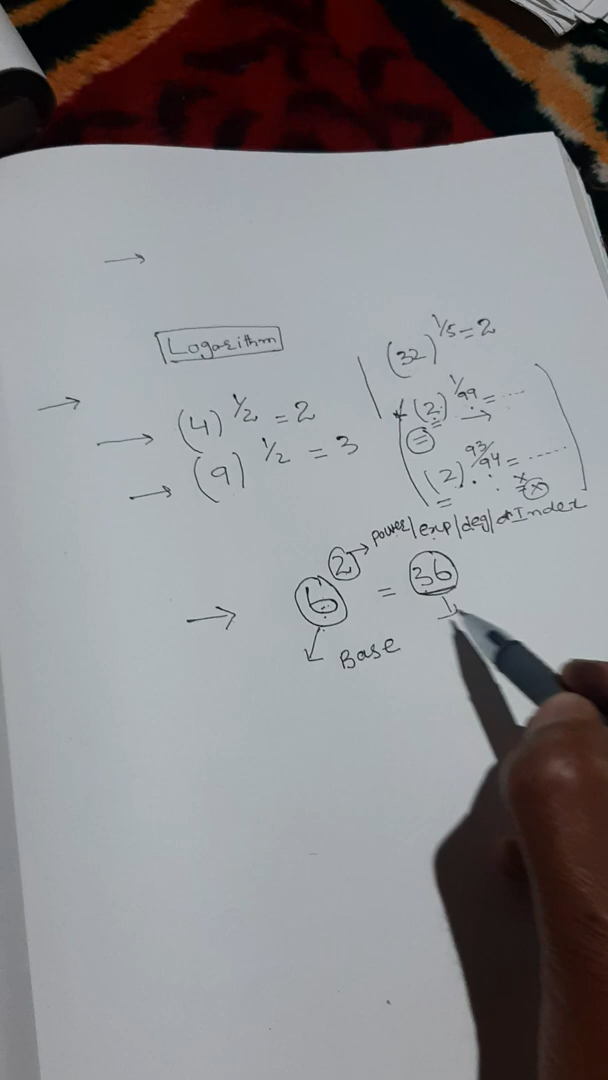 →
Logarithm
→ (4)^1/2 = 2
→ (9)^1/2 = 3
(32)^1/5 = 2
(2)^1/99 = ----
(2)^93/94 = -----
→ 6^2 = 36
→ power/exp/deg/ Index
Base